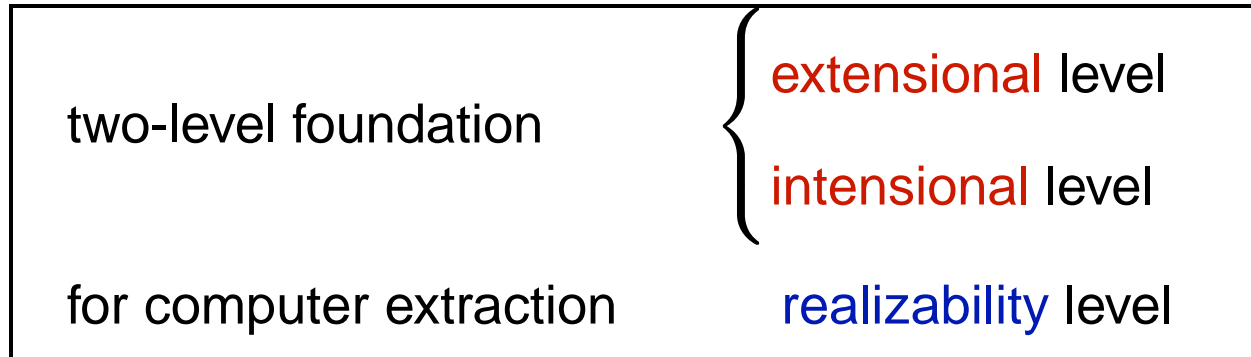 extensional level
two-level foundation
intensional level
for computer extraction realizability level